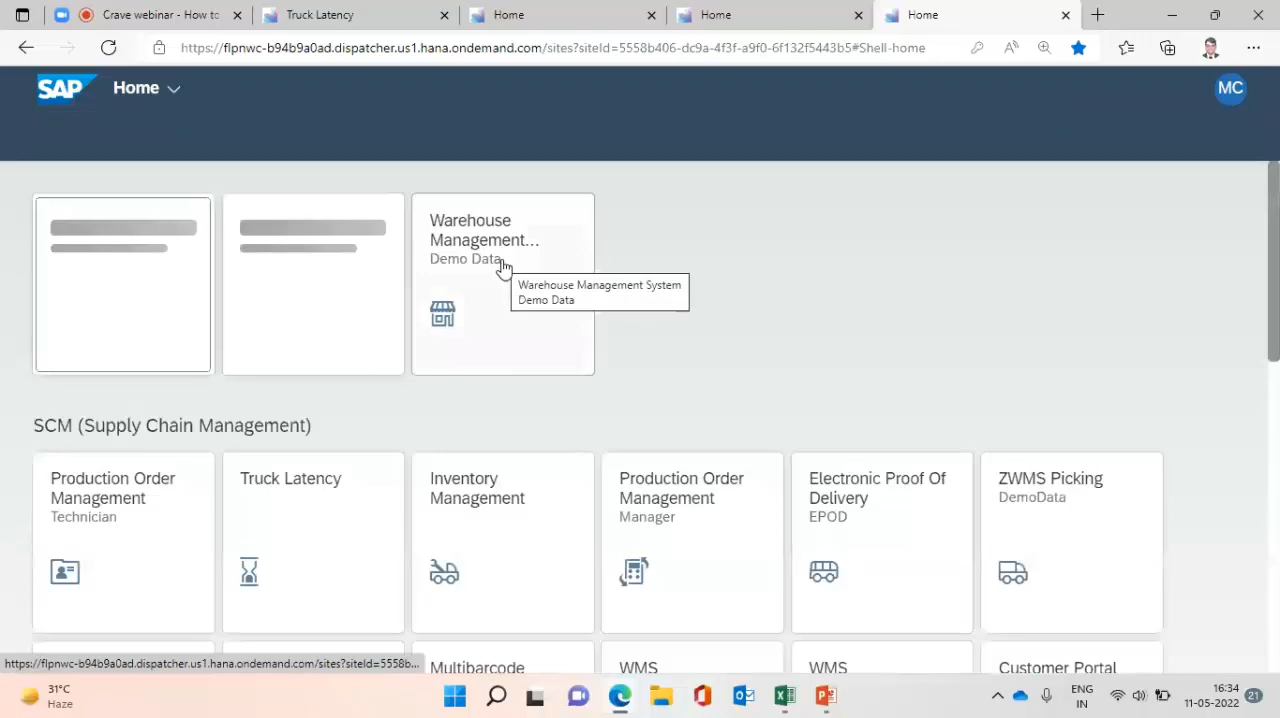 Crave webinar - How to
Truck Latency
Home
Home
Home
https://flpnwc-b94b9a0ad.dispatcher.us1.hana.ondemand.com/sites?siteId=5558b406-dc9a-4f3f-a9f0-6f132f5443b5#Shell-home
SAP
Home
MC
Warehouse
Management...
Demo Data
Warehouse Management System
Demo Data
SCM (Supply Chain Management)
Production Order
Management
Technician
Truck Latency
Inventory
Management
Production Order
Management
Manager
Electronic Proof Of
Delivery
EPOD
ZWMS Picking
DemoData
Multibarcode
WMS
WMS
Customer Portal
https://flpnwc-b94b9a0ad.dispatcher.us1.hana.ondemand.com/sites?siteId=5558b...
31°C
Haze
ENG
IN
16:34
11-05-2022
21